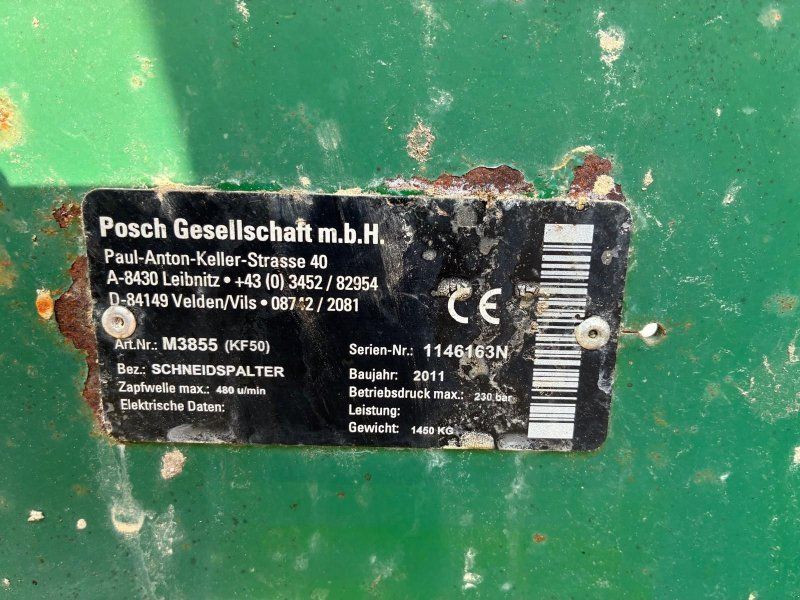 Posch Gesellschaft m.b.H.
Paul-Anton-Keller-Strasse 40
A-8430 Leibnitz • +43 (0) 3452 / 82954
D-84149 Velden/Vils • 08742 / 2081
CE
Art.Nr.: M3855 (KF50)
Bez.: SCHNEIDSPALTER
Zapfwelle max.: 480 u/min
Elektrische Daten:
Serien-Nr.: 1146163N
Baujahr: 2011
Betriebsdruck max.: 230 bar
Leistung:
Gewicht: 1450 KG